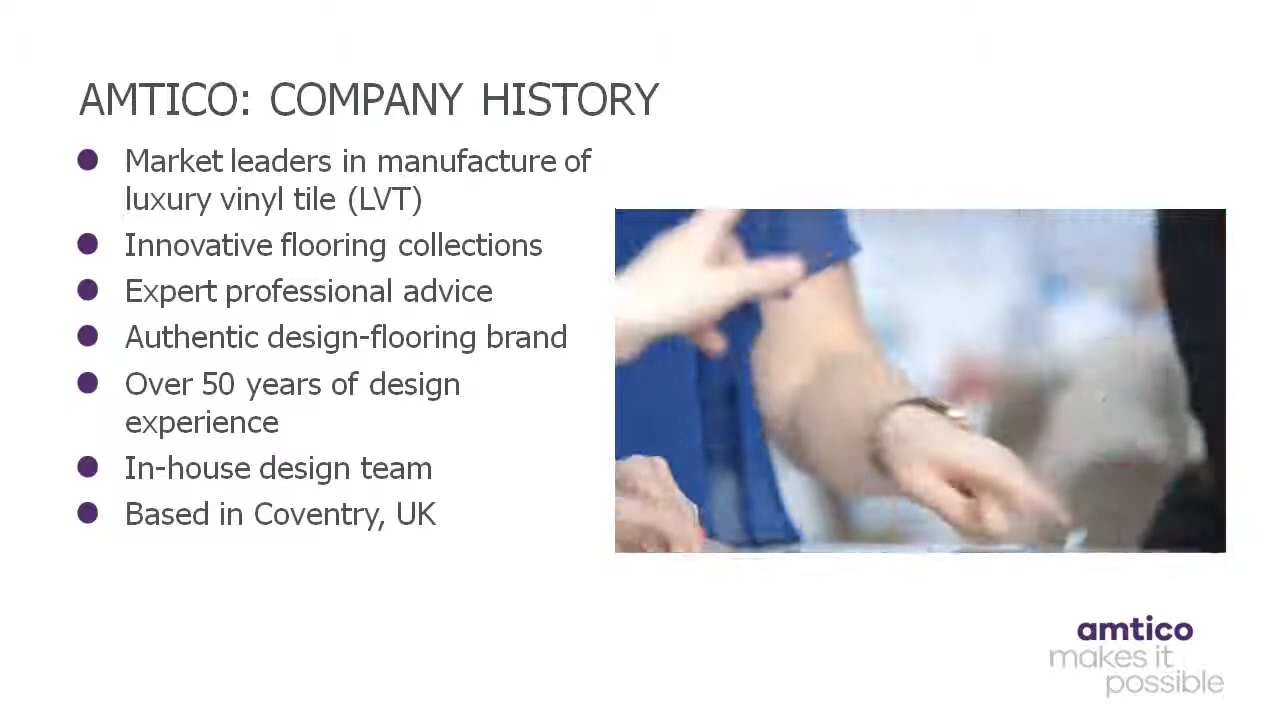 AMTICO: COMPANY HISTORY
Market leaders in manufacture of
luxury vinyl tile (LVT)
Innovative flooring collections
Expert professional advice
Authentic design-flooring brand
Over 50 years of design
experience
In-house design team
Based in Coventry, UK
amtico
makes it
possible